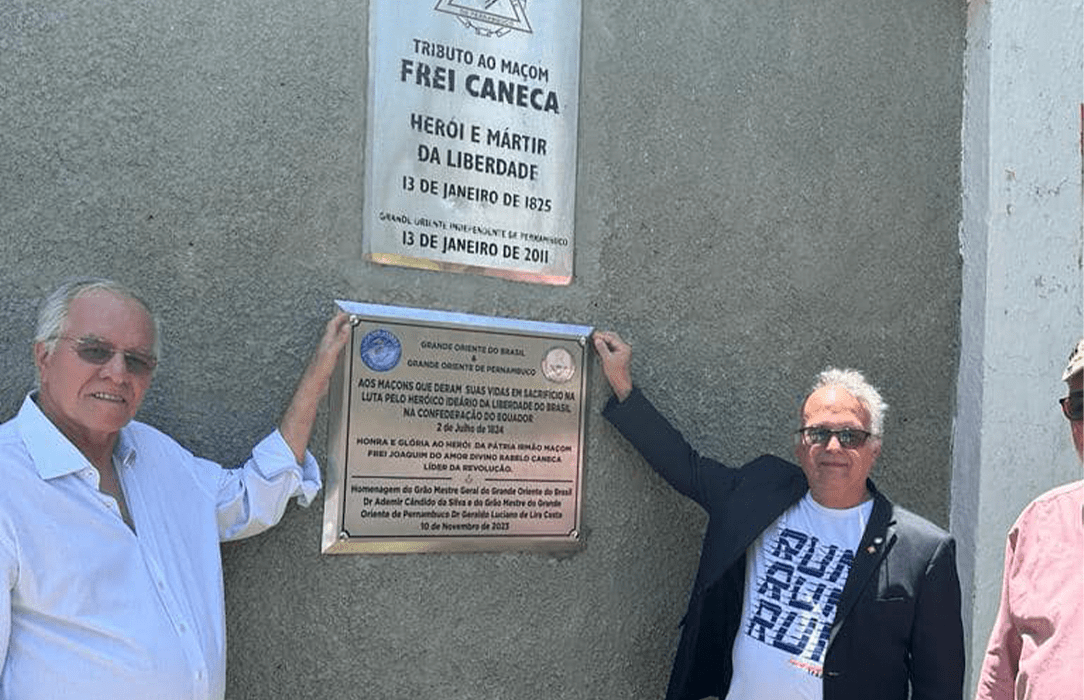 DE PERNAMBUCO
TRIBUTO AO MAÇOM
FREI CANECA
HERÓI E MÁRTIR
DA LIBERDADE
13 DE JANEIRO DE 1825
GRANDE ORIENTE INDEPENDENTE DE PERNAMBUCO
13 DE JANEIRO DE 2011
GRANDE ORIENTE DO BRASIL
&
GRANDE ORIENTE DE PERNAMBUCO
AOS MAÇONS QUE DERAM SUAS VIDAS EM SACRIFÍCIO NA
LUTA PELO HERÓICO IDEÁRIO DA LIBERDADE DO BRASIL
NA CONFEDERAÇÃO DO EQUADOR
2 de Julho de 1824
HONRA E GLÓRIA AO HERÓI DA PÁTRIA IRMÃO MAÇOM
FREI JOAQUIM DO AMOR DIVINO RABELO CANECA
LÍDER DA REVOLUÇÃO.
Homenagem do Grão Mestre Geral do Grande Oriente do Brasil
Dr Ademir Cândido da Silva e do Grão Mestre do Grande
Oriente de Pernambuco Dr Geraldo Luciano de Lira Costa
10 de Novembro de 2023
RUN
RUN
RUN